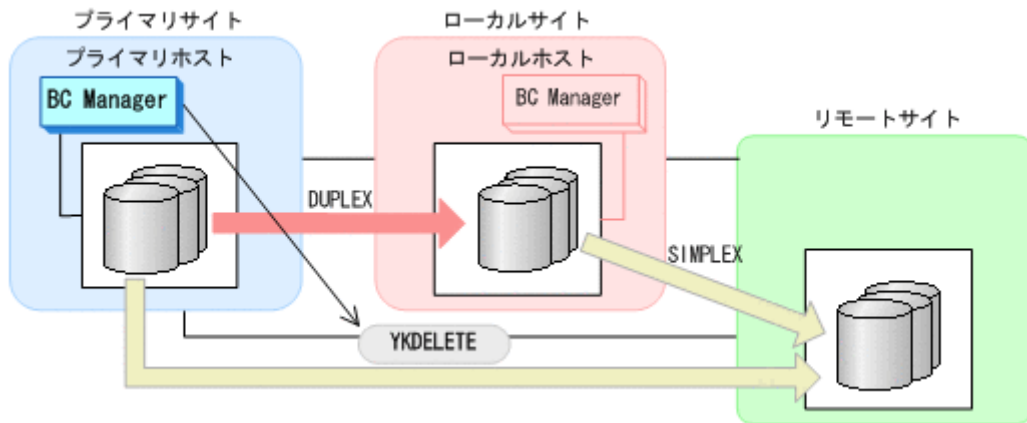 プライマリサイト
ローカルサイト
プライマリホスト
ローカルホスト
BC Manager
BC Manager
リモートサイト
DUPLEX
SIMPLEX
YKDELETE